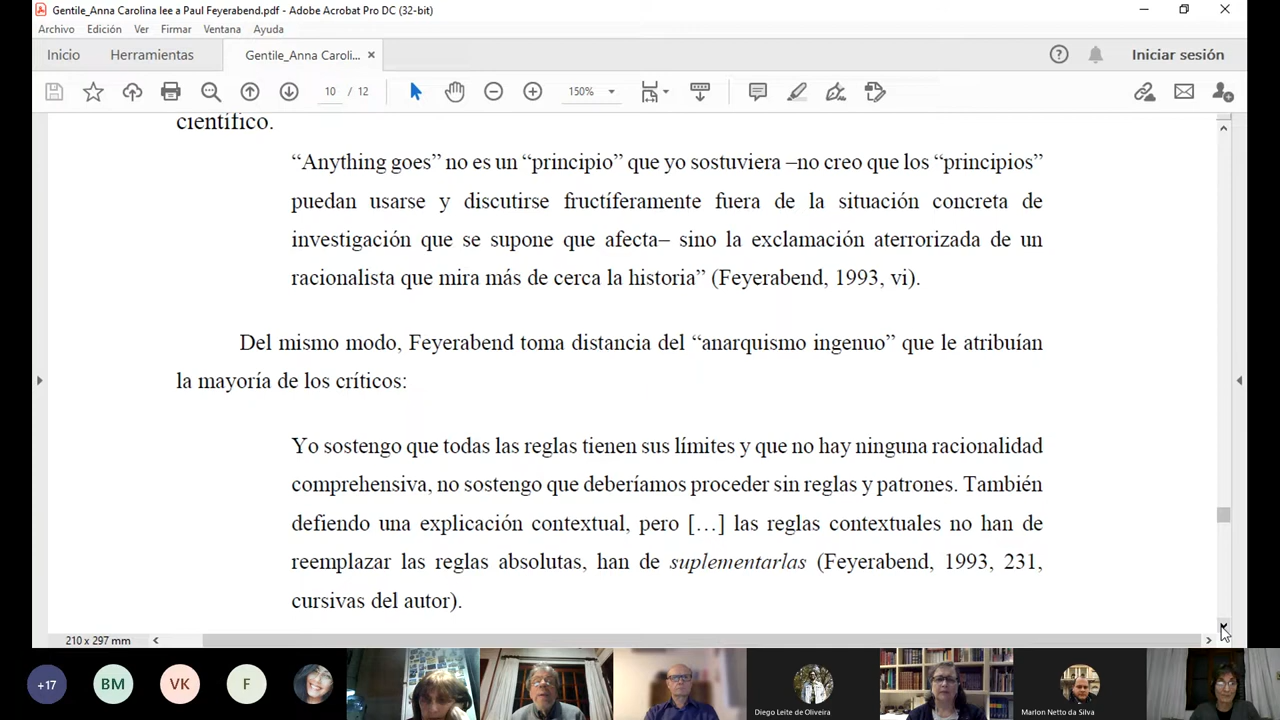 Gentile_Anna Carolina lee a Paul Feyerabend.pdf - Adobe Acrobat Pro DC (32-bit)
Archivo Edición Ver Firmar Ventana Ayuda
Inicio Herramientas Gentile_Anna Caroli... × Iniciar sesión
10 / 12 150%
científico.
“Anything goes” no es un “principio” que yo sostuviera –no creo que los “principios”
puedan usarse y discutirse fructíferamente fuera de la situación concreta de
investigación que se supone que afecta– sino la exclamación aterrorizada de un
racionalista que mira más de cerca la historia” (Feyerabend, 1993, vi).
Del mismo modo, Feyerabend toma distancia del “anarquismo ingenuo” que le atribuían
la mayoría de los críticos:
Yo sostengo que todas las reglas tienen sus límites y que no hay ninguna racionalidad
comprehensiva, no sostengo que deberíamos proceder sin reglas y patrones. También
defiendo una explicación contextual, pero […] las reglas contextuales no han de
reemplazar las reglas absolutas, han de suplementarlas (Feyerabend, 1993, 231,
cursivas del autor).
210 x 297 mm
+17 BM VK F
Diego Leite de Oliveira Marlon Netto da Silva